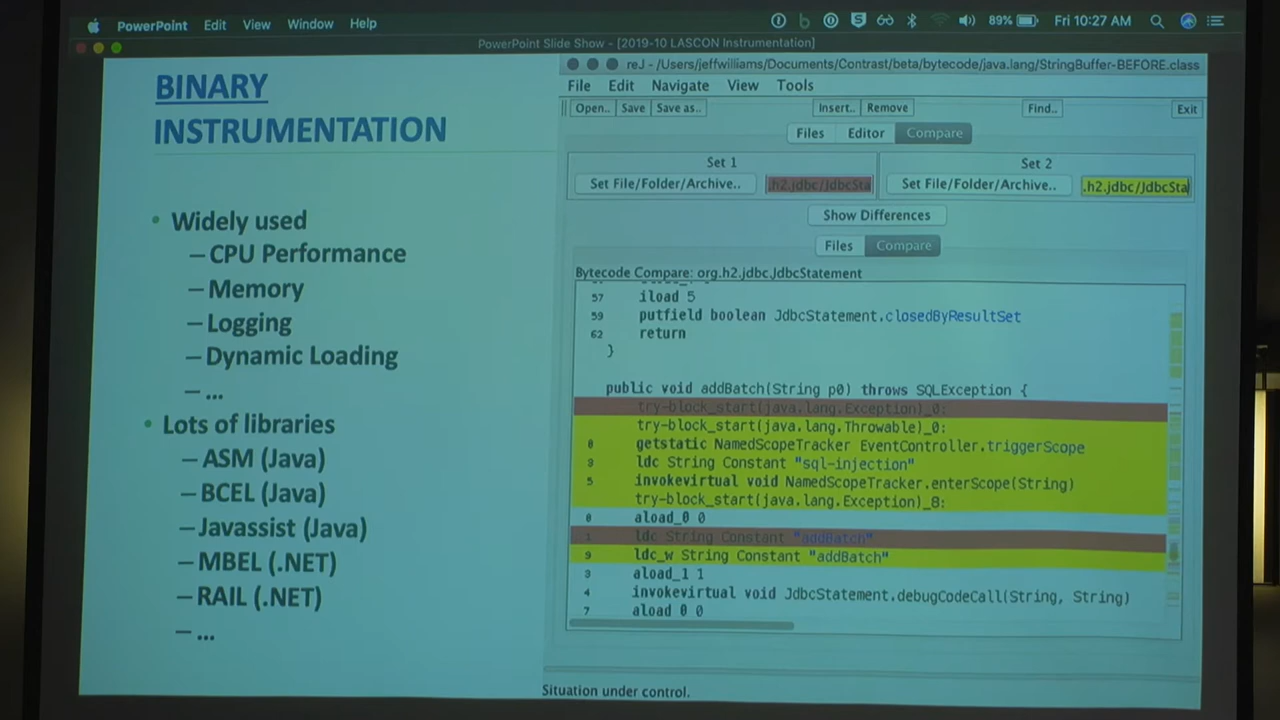 PowerPoint Edit View Window Help 89% Fri 10:27 AM
PowerPoint Slide Show - [2019-10 LASCON Instrumentation]
BINARY
INSTRUMENTATION
• Widely used
– CPU Performance
– Memory
– Logging
– Dynamic Loading
– ...
• Lots of libraries
– ASM (Java)
– BCEL (Java)
– Javassist (Java)
– MBEL (.NET)
– RAIL (.NET)
– ...
reJ - /Users/jeffwilliams/Documents/Contrast/beta/bytecode/java.lang/StringBuffer-BEFORE.class
File Edit Navigate View Tools
Open.. Save Save as.. Insert.. Remove Find.. Exit
Files Editor Compare
Set 1 Set 2
Set File/Folder/Archive.. .h2.jdbc/JdbcSta Set File/Folder/Archive.. .h2.jdbc/JdbcSta
Show Differences
Files Compare
Bytecode Compare: org.h2.jdbc.JdbcStatement
57 iload 5
59 putfield boolean JdbcStatement.closedByResultSet
62 return
}
public void addBatch(String p0) throws SQLException {
try-block_start(java.lang.Exception)_0:
try-block_start(java.lang.Throwable)_0:
0 getstatic NamedScopeTracker EventController.triggerScope
3 ldc String Constant "sql-injection"
5 invokevirtual void NamedScopeTracker.enterScope(String)
try-block_start(java.lang.Exception)_8:
0 aload_0 0
1 ldc String Constant "addBatch"
9 ldc_w String Constant "addBatch"
3 aload_1 1
4 invokevirtual void JdbcStatement.debugCodeCall(String, String)
7 aload_0 0
Situation under control.